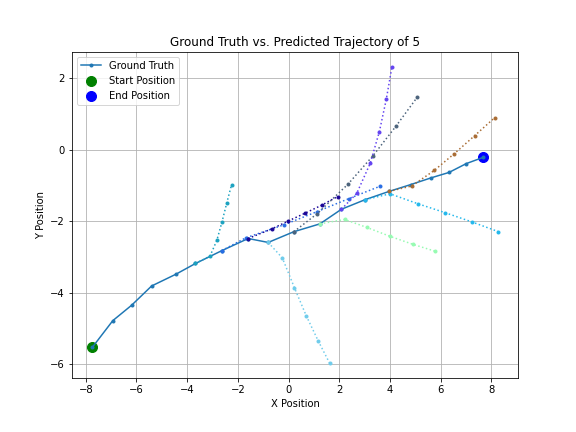 Ground Truth vs. Predicted Trajectory of 5
Ground Truth
Start Position
End Position
2
0
−2
−4
−6
Y Position
−8
−6
−4
−2
0
2
4
6
8
X Position